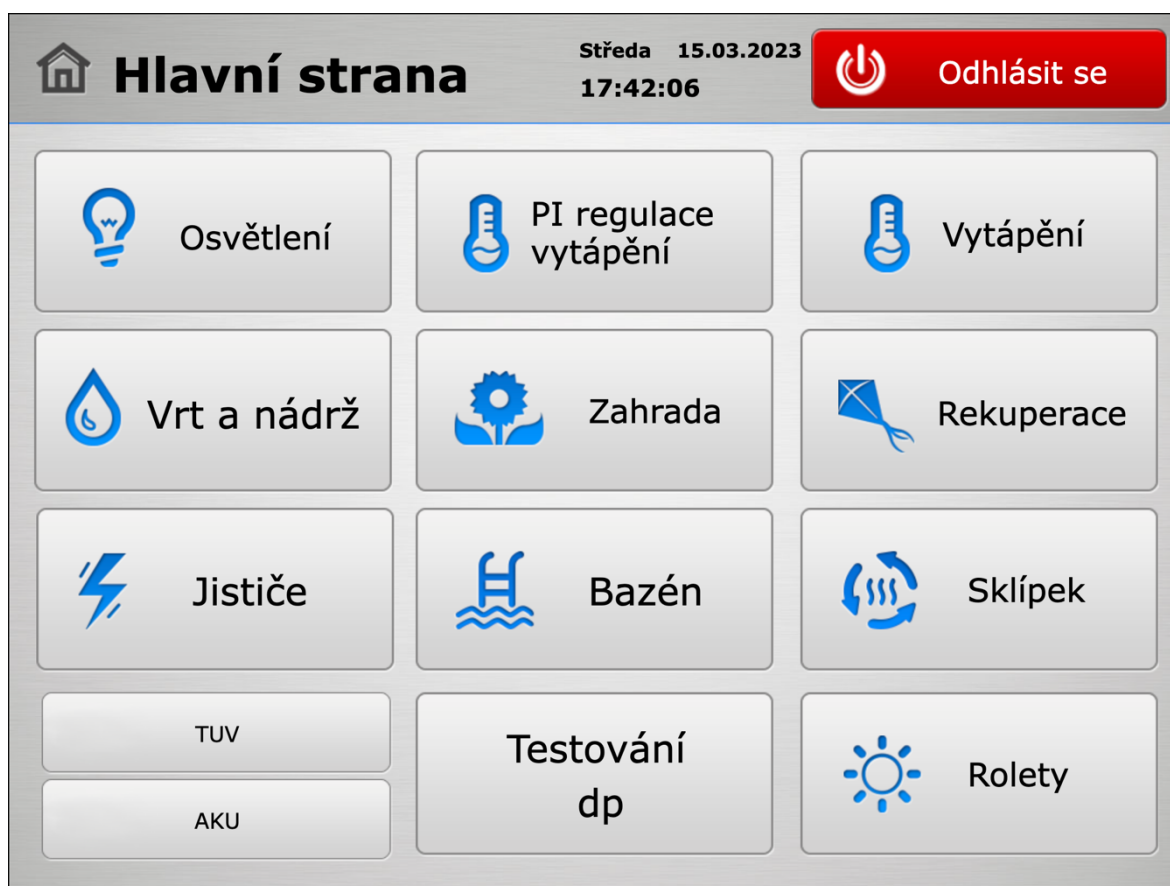 Hlavní strana
Středa 15.03.2023
17:42:06
Odhlásit se
Osvětlení
PI regulace
vytápění
Vytápění
Vrt a nádrž
Zahrada
Rekuperace
Jističe
Bazén
Sklípek
TUV
AKU
Testování
dp
Rolety